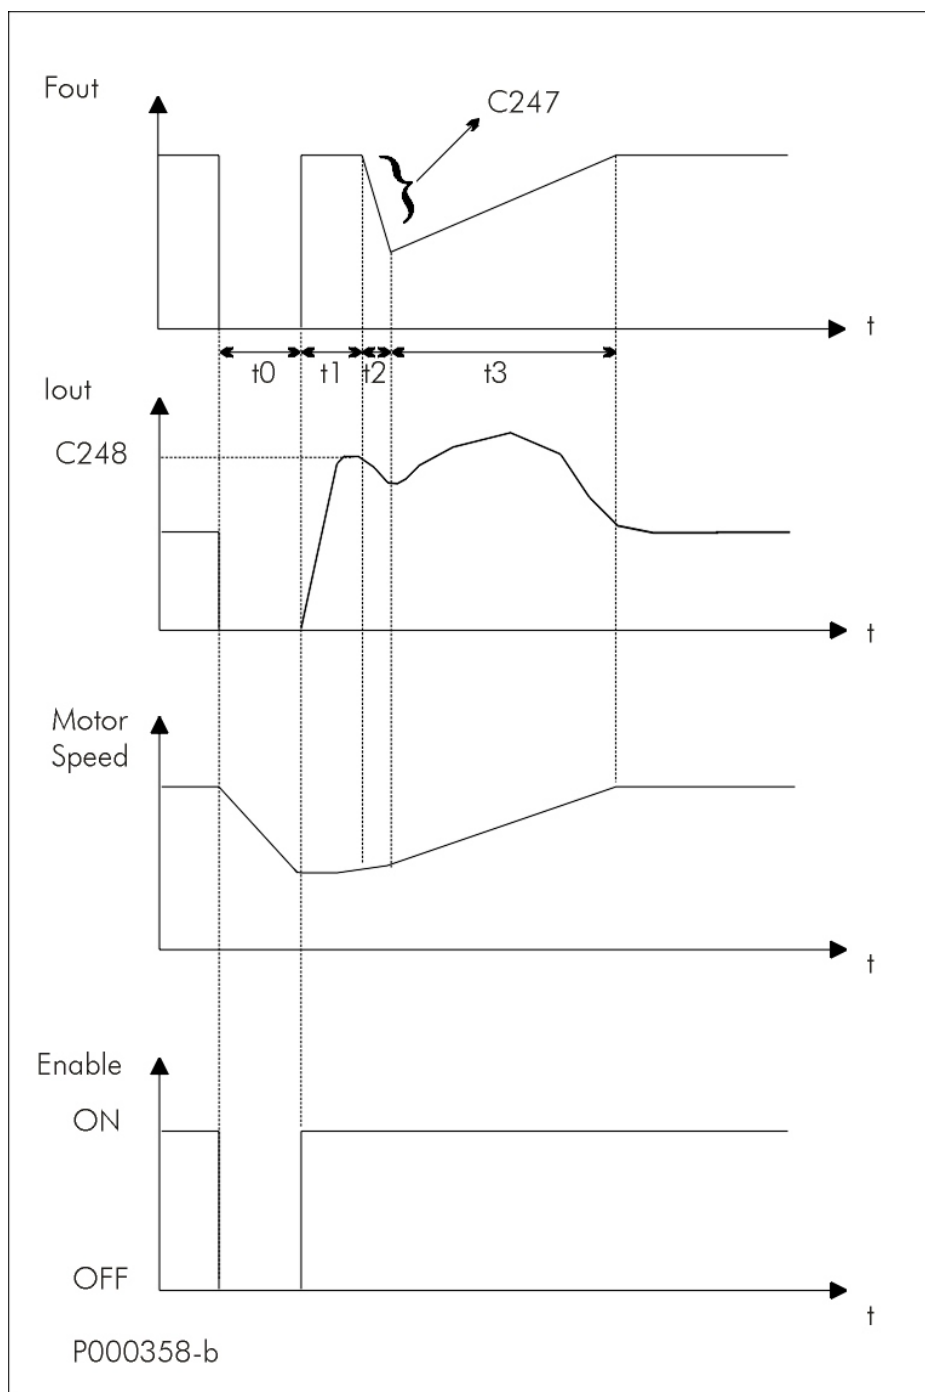 Fout
C247
t
t0
t1
t2
t3
Iout
C248
t
Motor
Speed
t
Enable
ON
OFF
t
P000358-b